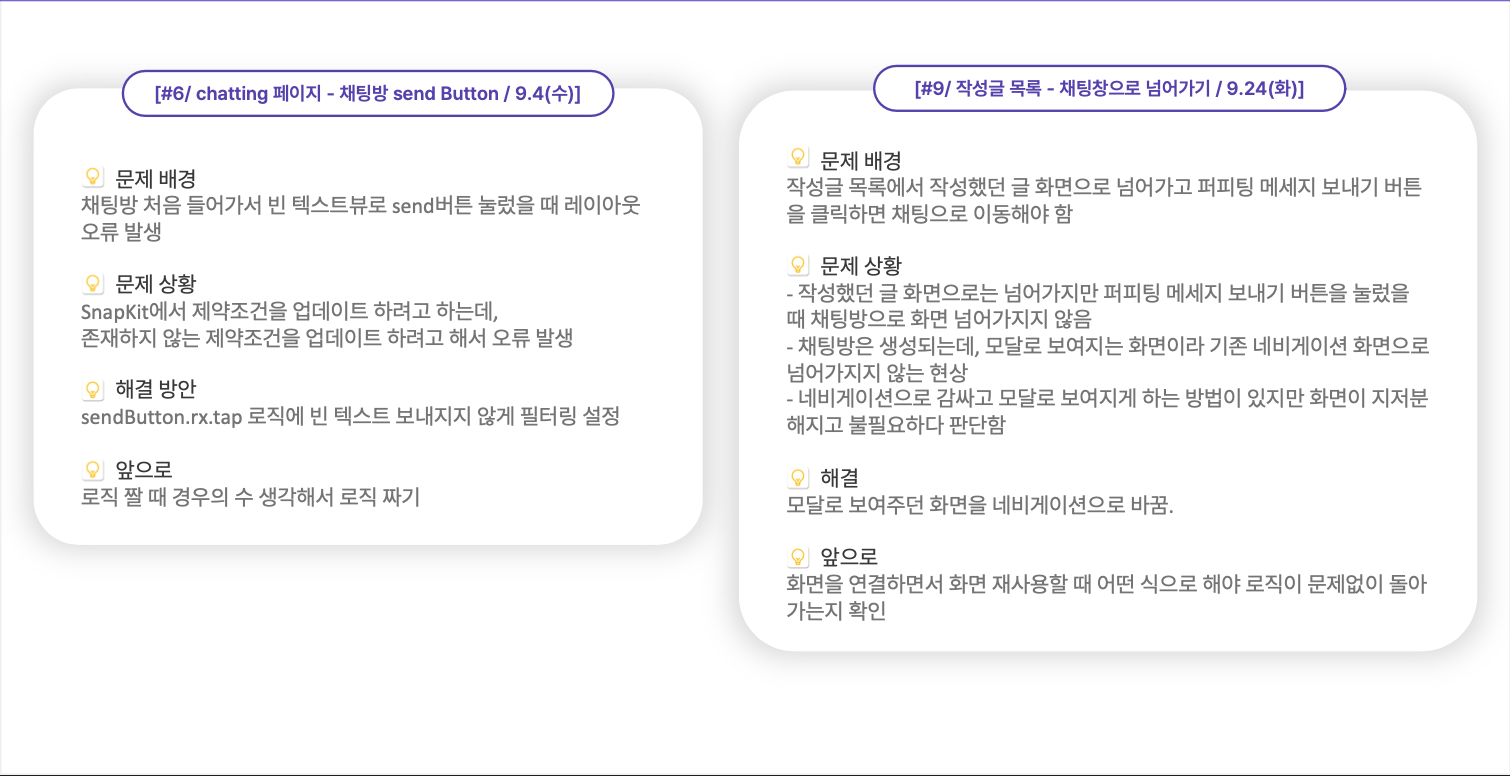 [#6/ chatting 페이지 - 채팅방 send Button / 9.4(수)]
문제 배경
채팅방 처음 들어가서 빈 텍스트뷰로 send버튼 눌렀을 때 레이아웃
오류 발생
문제 상황
SnapKit에서 제약조건을 업데이트 하려고 하는데,
존재하지 않는 제약조건을 업데이트 하려고 해서 오류 발생
해결 방안
sendButton.rx.tap 로직에 빈 텍스트 보내지지 않게 필터링 설정
앞으로
로직 짤 때 경우의 수 생각해서 로직 짜기
[#9/ 작성글 목록 - 채팅창으로 넘어가기 / 9.24(화)]
문제 배경
작성글 목록에서 작성했던 글 화면으로 넘어가고 퍼피팅 메세지 보내기 버튼
을 클릭하면 채팅으로 이동해야 함
문제 상황
- 작성했던 글 화면으로는 넘어가지만 퍼피팅 메세지 보내기 버튼을 눌렀을
때 채팅방으로 화면 넘어가지지 않음
- 채팅방은 생성되는데, 모달로 보여지는 화면이라 기존 네비게이션 화면으로
넘어가지지 않는 현상
- 네비게이션으로 감싸고 모달로 보여지게 하는 방법이 있지만 화면이 지저분
해지고 불필요하다 판단함
해결
모달로 보여주던 화면을 네비게이션으로 바꿈.
앞으로
화면을 연결하면서 화면 재사용할 때 어떤 식으로 해야 로직이 문제없이 돌아
가는지 확인